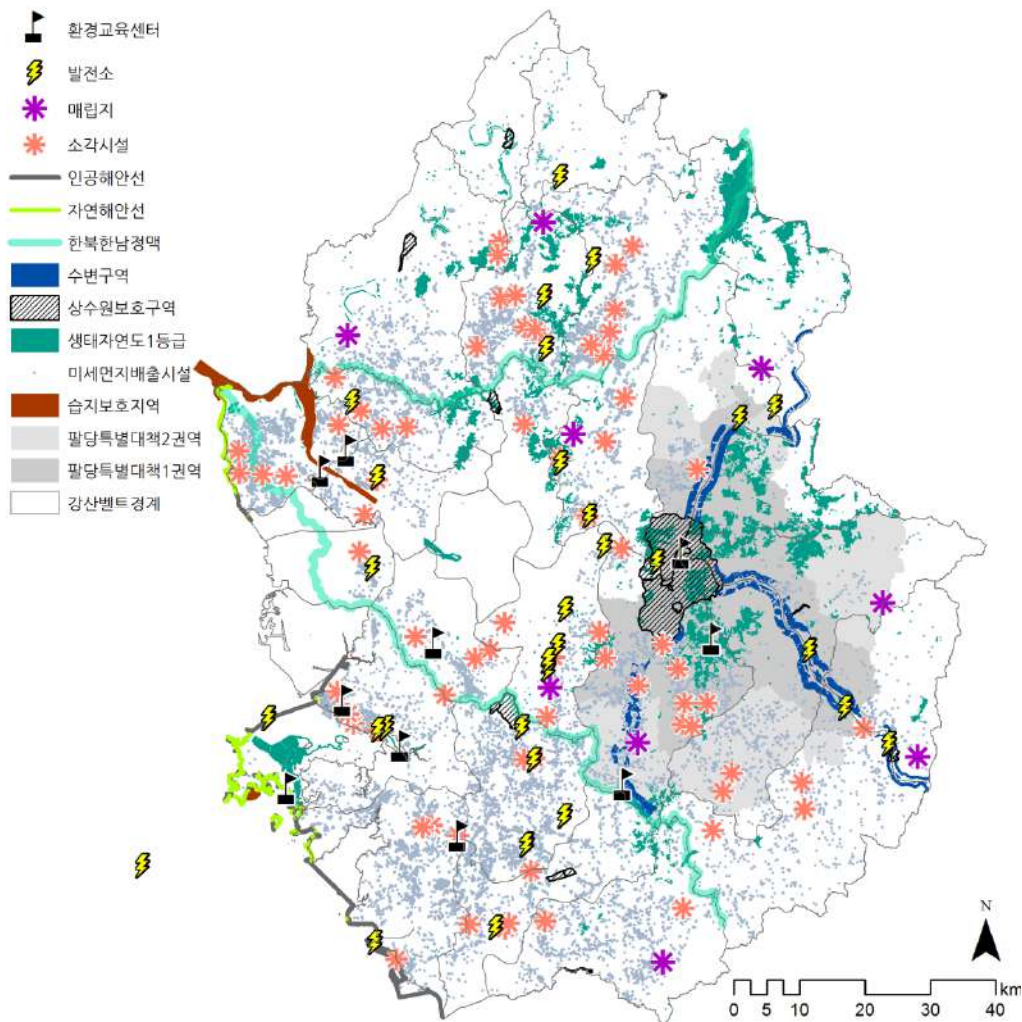 환경교육센터
발전소
매립지
소각시설
인공해안선
자연해안선
한북한남정맥
수변구역
상수원보호구역
생태자연도1등급
미세먼지배출시설
습지보호지역
팔당특별대책2권역
팔당특별대책1권역
강산벨트경계
N
km
0 5 10 20 30 40